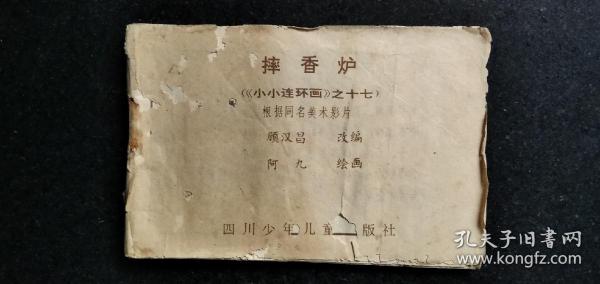 摔香炉
(《小小连环画》之十七)
根据同名美术影片
顾汉昌 改编
阿九 绘画
四川少年儿童 版社
孔夫子旧书网
www.kongfz.com